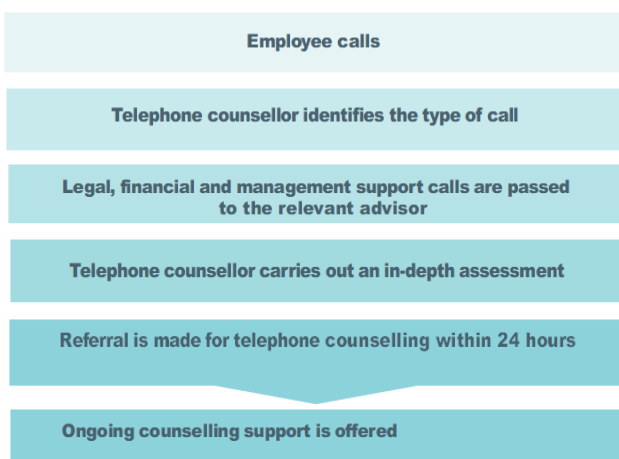 Employee calls
Telephone counsellor identifies the type of call
Legal, financial and management support calls are passed
to the relevant advisor
Telephone counsellor carries out an in-depth assessment
Referral is made for telephone counselling within 24 hours
Ongoing counselling support is offered